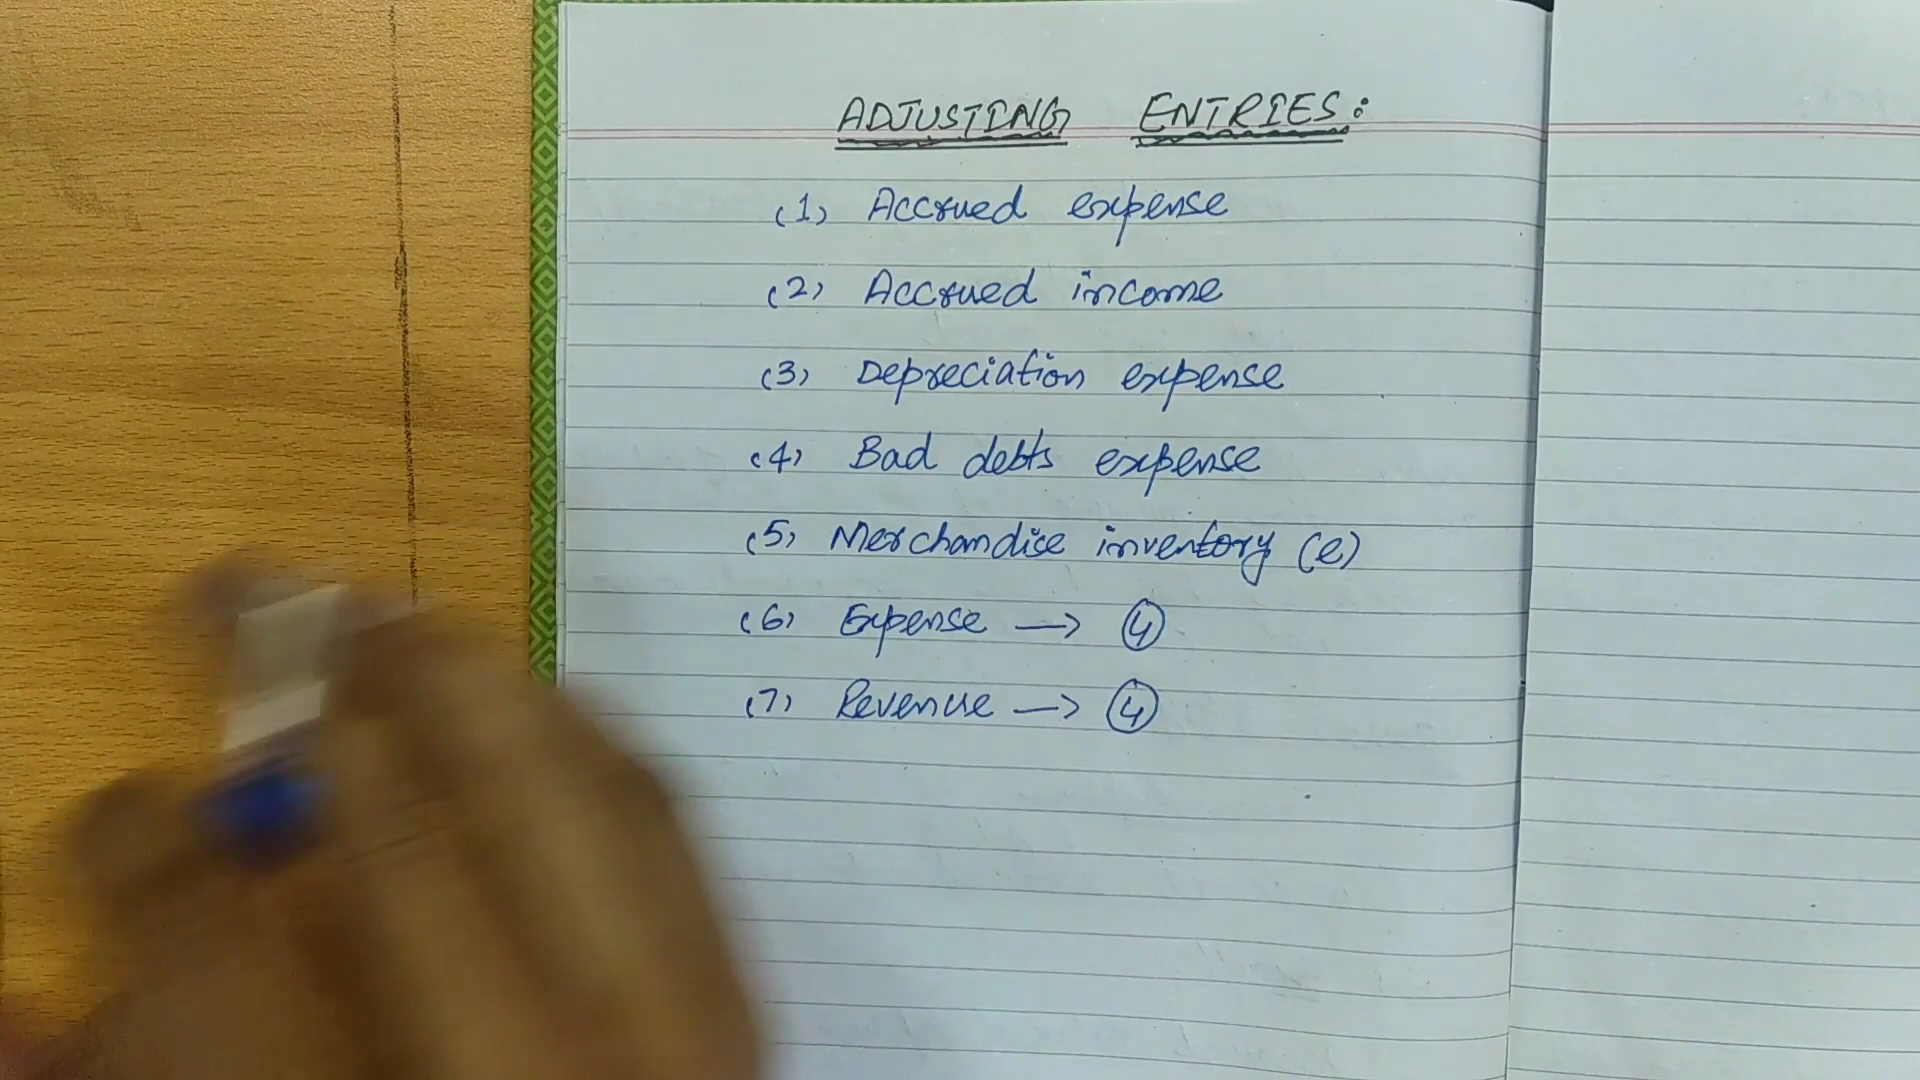 ADJUSTING ENTRIES:
(1) Accrued expense
(2) Accrued income
(3) Depreciation expense
(4) Bad debts expense
(5) Merchandise inventory (e)
(6) Expense → 4
(7) Revenue → 4